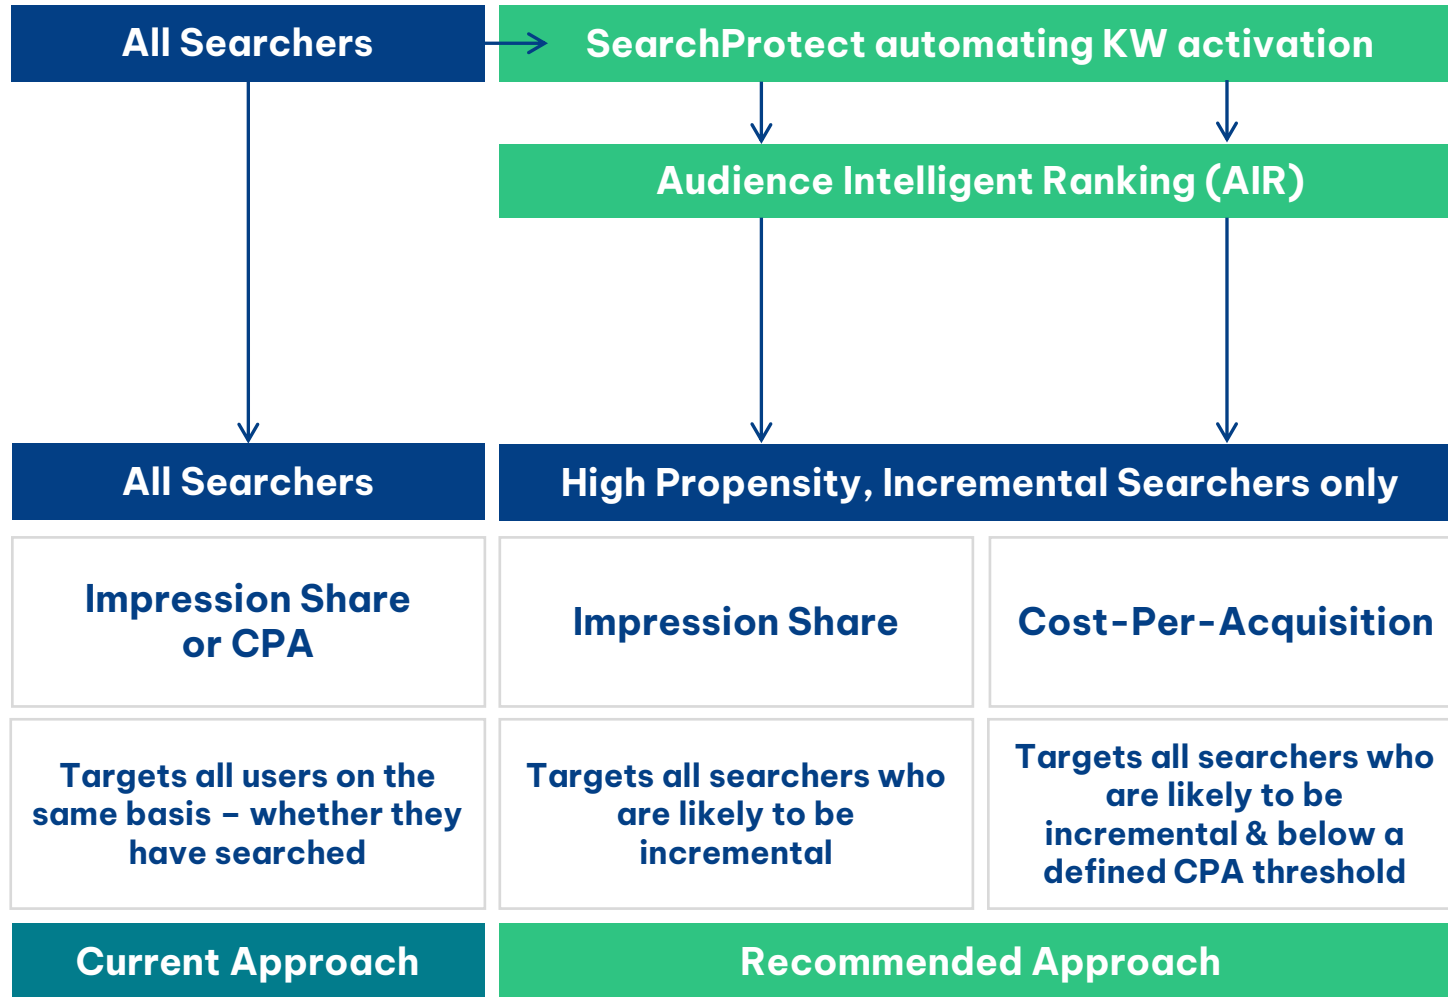 All Searchers
SearchProtect automating KW activation
Audience Intelligent Ranking (AIR)
All Searchers
High Propensity, Incremental Searchers only
Impression Share
or CPA
Impression Share
Cost-Per-Acquisition
Targets all users on the
same basis – whether they
have searched
Targets all searchers who
are likely to be
incremental
Targets all searchers who
are likely to be
incremental & below a
defined CPA threshold
Current Approach
Recommended Approach